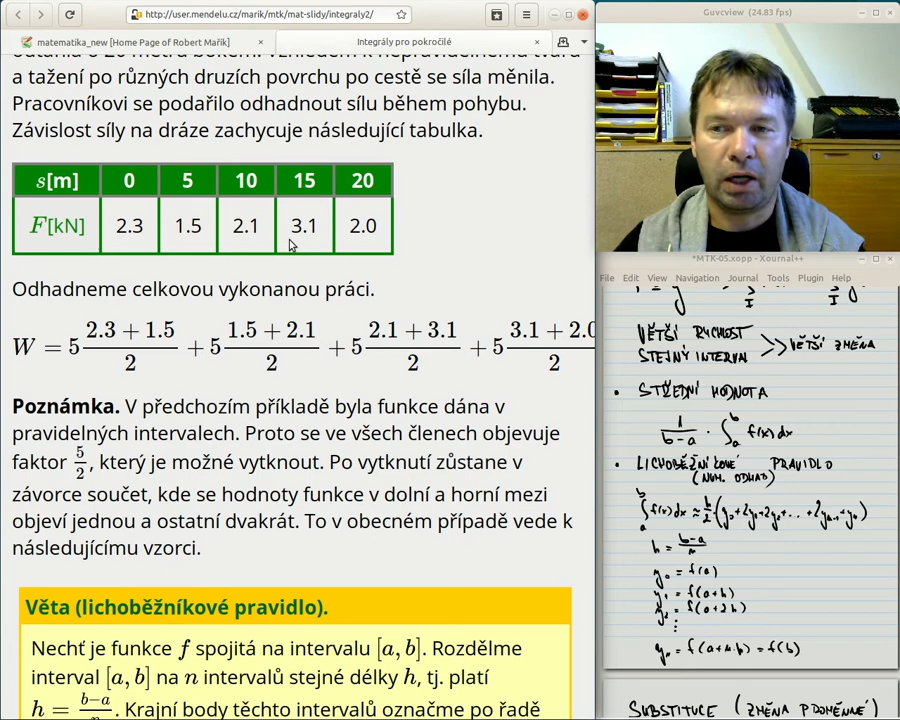 http://user.mendelu.cz/marik/mtk/mat-slidy/integraly2/
matematika_new [Home Page of Robert Mařík]
Integrály pro pokročilé
a tažení po různých druzích povrchu po cestě se síla měnila.
Pracovníkovi se podařilo odhadnout sílu během pohybu.
Závislost síly na dráze zachycuje následující tabulka.
s[m] 0 5 10 15 20
F[kN] 2.3 1.5 2.1 3.1 2.0
Odhadneme celkovou vykonanou práci.
W = 5 (2.3 + 1.5)/2 + 5 (1.5 + 2.1)/2 + 5 (2.1 + 3.1)/2 + 5 (3.1 + 2.0)/2
Poznámka. V předchozím příkladě byla funkce dána v
pravidelných intervalech. Proto se ve všech členech objevuje
faktor 5/2, který je možné vytknout. Po vytknutí zůstane v
závorce součet, kde se hodnoty funkce v dolní a horní mezi
objeví jednou a ostatní dvakrát. To v obecném případě vede k
následujícímu vzorci.
Věta (lichoběžníkové pravidlo).
Nechť je funkce f spojitá na intervalu [a, b]. Rozdělme
interval [a, b] na n intervalů stejné délky h, tj. platí
h = (b−a)/n. Krajní body těchto intervalů označme po řadě
Guvcview (24.83 fps)
*MTK-05.xopp - Xournal++
File Edit View Navigation Journal Tools Plugin Help
VĚTŠÍ RYCHLOST
STEJNÝ INTERVAL
VĚTŠÍ ZMĚNA
• STŘEDNÍ HODNOTA
1/(b-a) · ∫ₐᵇ f(x)dx
• LICHOBĚŽNÍKOVÉ PRAVIDLO
(NUM. ODHAD)
∫ₐᵇ f(x)dx ≈ h/2 (y₀+2y₁+2y₂+...+2yₙ₋₁+yₙ)
h = (b-a)/n
y₀ = f(a)
y₁ = f(a+h)
y₂ = f(a+2h)
⋮
yₙ = f(a+n·h) = f(b)
SUBSTITUCE (ZMĚNA PROMĚNNÉ)